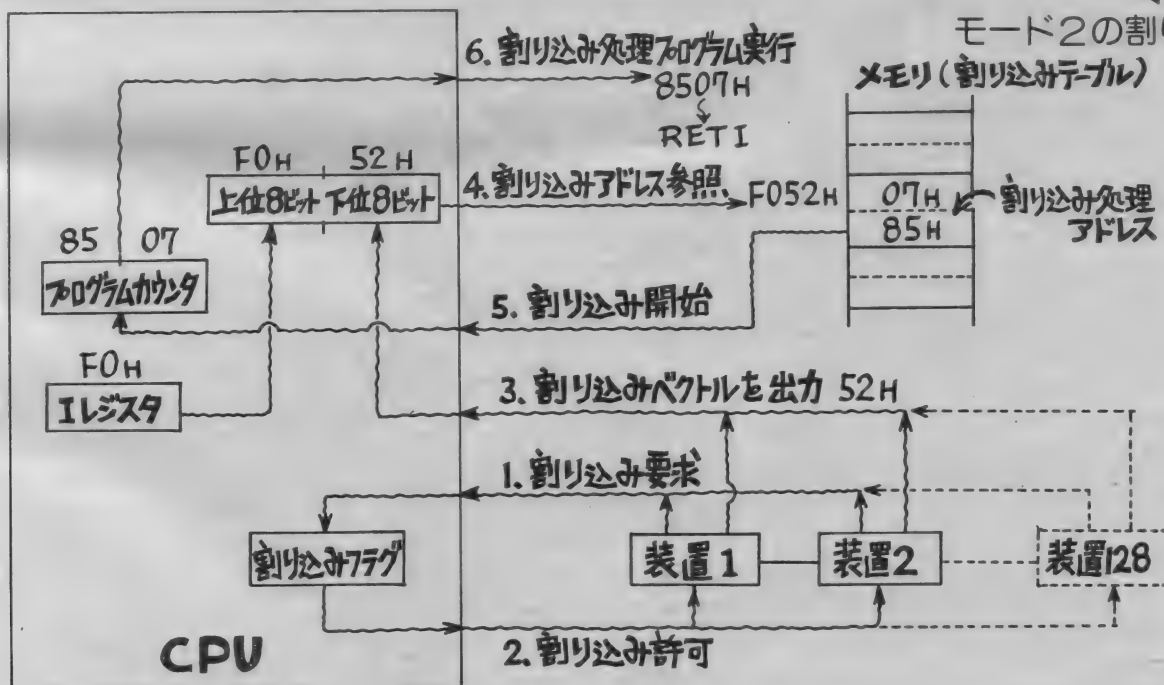 モード2の割
6. 割り込み処理プログラム実行
8507H
RETI
メモリ(割り込みテーブル)
F0H 52H
上位8ビット 下位8ビット
4. 割り込みアドレス参照
F052H
07H
85H
割り込み処理
アドレス
85 07
プログラムカウンタ
5. 割り込み開始
F0H
Iレジスタ
3. 割り込みベクトルを出力 52H
1. 割り込み要求
割り込みフラグ
装置1
装置2
装置128
2. 割り込み許可
CPU